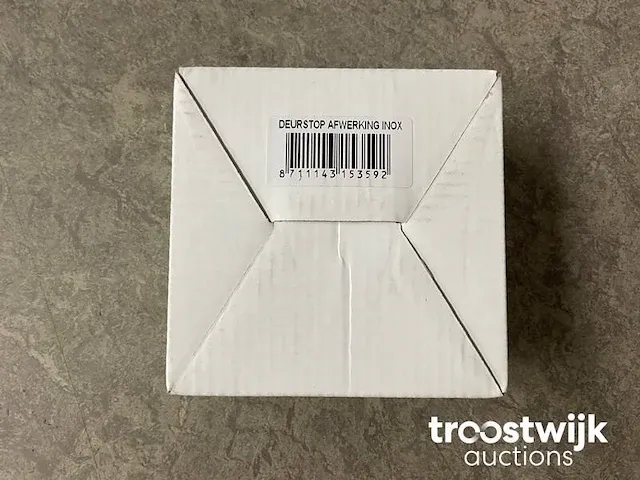 DEURSTOP AFWERKING INOX
8 711143 153592
troostwijk
auctions